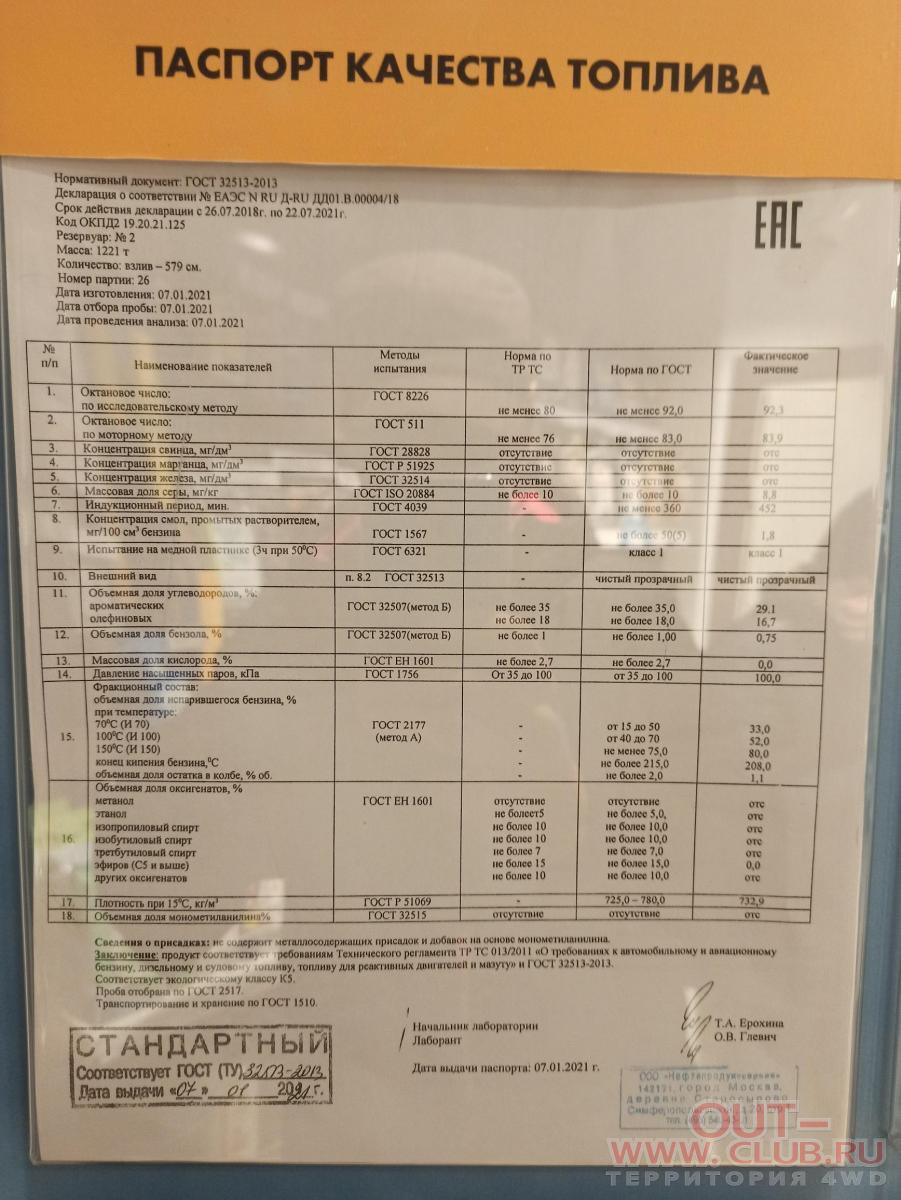 ПАСПОРТ КАЧЕСТВА ТОПЛИВА
Нормативный документ: ГОСТ 32513-2013
Декларация о соответствии № ЕАЭС N RU Д-RU ДД01.В.00004/18
Срок действия декларации с 26.07.2018г. по 22.07.2021г.
Код ОКПД2 19.20.21.125
Резервуар: № 2
Масса: 1221 т
Количество: взлив – 579 см.
Номер партии: 26
Дата изготовления: 07.01.2021
Дата отбора пробы: 07.01.2021
Дата проведения анализа: 07.01.2021
EAC
№ п/п Наименование показателей Методы испытания Норма по ТР ТС Норма по ГОСТ Фактическое значение
1. Октановое число: ГОСТ 8226
по исследовательскому методу не менее 80 не менее 92,0 92,3
2. Октановое число: ГОСТ 511
по моторному методу не менее 76 не менее 83,0 83,9
3. Концентрация свинца, мг/дм³ ГОСТ 28828 отсутствие отсутствие отс
4. Концентрация марганца, мг/дм³ ГОСТ Р 51925 отсутствие отсутствие отс
5. Концентрация железа, мг/дм³ ГОСТ 32514 отсутствие отсутствие отс
6. Массовая доля серы, мг/кг ГОСТ ISO 20884 не более 10 не более 10 8,8
7. Индукционный период, мин. ГОСТ 4039 - не менее 360 452
8. Концентрация смол, промытых растворителем,
мг/100 см³ бензина ГОСТ 1567 - не более 50(5) 1,8
9. Испытание на медной пластинке (3ч при 50⁰С) ГОСТ 6321 - класс 1 класс 1
10. Внешний вид п. 8.2 ГОСТ 32513 - чистый прозрачный чистый прозрачный
11. Объемная доля углеводородов, %:
ароматических ГОСТ 32507(метод Б) не более 35 не более 35,0 29.1
олефиновых не более 18 не более 18,0 16,7
12. Объемная доля бензола, % ГОСТ 32507(метод Б) не более 1 не более 1,00 0,75
13. Массовая доля кислорода, % ГОСТ ЕН 1601 не более 2,7 не более 2,7 0,0
14. Давление насыщенных паров, кПа ГОСТ 1756 От 35 до 100 от 35 до 100 100,0
15. Фракционный состав:
объемная доля испарившегося бензина, %
при температуре:
70⁰С (И 70) ГОСТ 2177 - от 15 до 50 33,0
100⁰С (И 100) (метод А) - от 40 до 70 52,0
150⁰С (И 150) - не менее 75,0 80,0
конец кипения бензина,⁰С - не более 215,0 208,0
объемная доля остатка в колбе, % об. - не более 2,0 1,1
16. Объемная доля оксигенатов, %
метанол ГОСТ ЕН 1601 отсутствие отсутствие отс
этанол не болеет5 не более 5,0, отс
изопропиловый спирт не более 10 не более 10,0 отс
изобутиловый спирт не более 10 не более 10,0 отс
третбутиловый спирт не более 7 не более 7,0 отс
эфиров (С5 и выше) не более 15 не более 15,0 0,0
других оксигенатов не более 10 не более 10,0 отс
17. Плотность при 15⁰С, кг/м³ ГОСТ Р 51069 - 725,0 – 780,0 732,9
18. Объемная доля монометиланилина% ГОСТ 32515 отсутствие отсутствие отс
Сведения о присадках: не содержит металлосодержащих присадок и добавок на основе монометиланилина.
Заключение: продукт соответствует требованиям Технического регламента ТР ТС 013/2011 «О требованиях к автомобильному и авиационному
бензину, дизельному и судовому топливу, топливу для реактивных двигателей и мазуту» и ГОСТ 32513-2013.
Соответствует экологическому классу К5.
Проба отобрана по ГОСТ 2517.
Транспортирование и хранение по ГОСТ 1510.
Начальник лаборатории Т.А. Ерохина
Лаборант О.В. Глевич
Дата выдачи паспорта: 07.01.2021 г.
СТАНДАРТНЫЙ
Соответствует ГОСТ (ТУ) 32513-2013
Дата выдачи «07» 01 2021 г.
ООО «Нефтепродуктсервис»
142171, город Москва,
деревня Старосырово
OUT-
WWW.CLUB.RU
ТЕРРИТОРИЯ 4WD